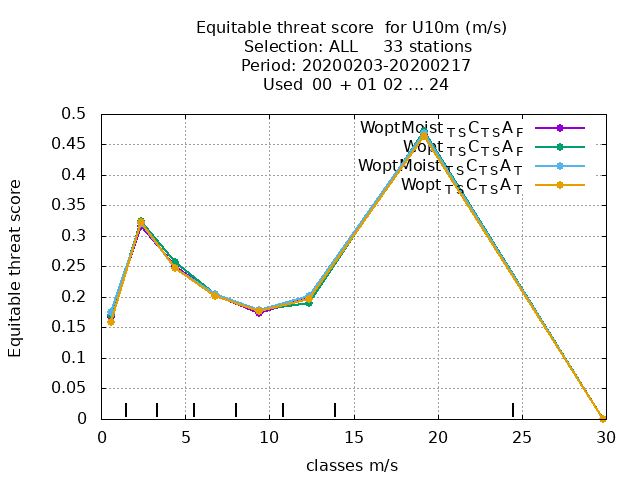 Equitable threat score for U10m (m/s)
Selection: ALL 33 stations
Period: 20200203-20200217
Used 00 + 01 02 ... 24
WoptMoist TS C TS A F
Wopt TS C TS A F
WoptMoist TS C TS A T
Wopt TS C TS A T
Equitable threat score
0.5
0.45
0.4
0.35
0.3
0.25
0.2
0.15
0.1
0.05
0
0 5 10 15 20 25 30
classes m/s